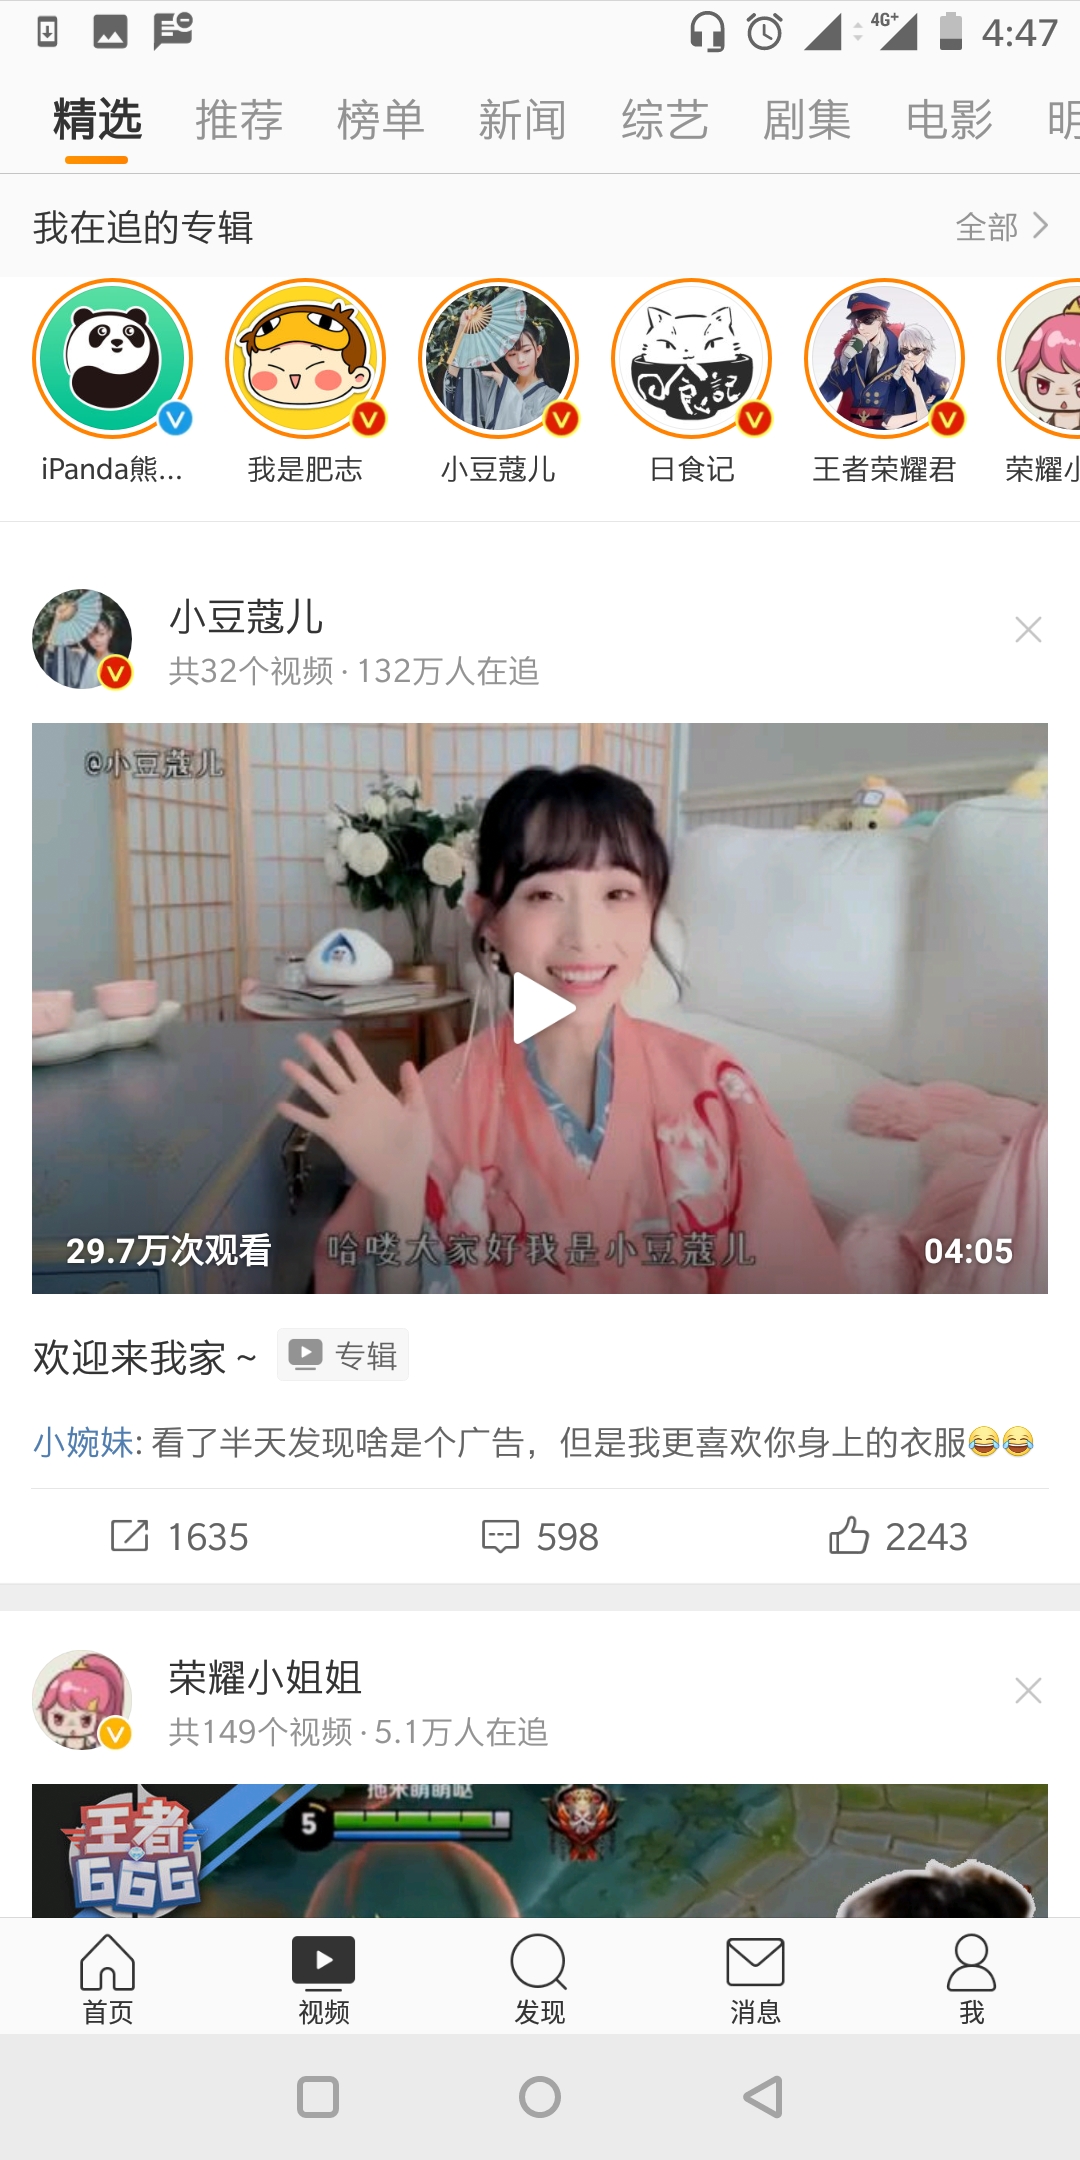 4G+ 4:47
精选 推荐 榜单 新闻 综艺 剧集 电影 明
我在追的专辑 全部
日食记
iPanda熊... 我是肥志 小豆蔻儿 日食记 王者荣耀君 荣耀小
小豆蔻儿
共32个视频 · 132万人在追
@小豆蔻儿
哈喽大家好我是小豆蔻儿
29.7万次观看 04:05
欢迎来我家 ~ 专辑
小婉妹: 看了半天发现啥是个广告，但是我更喜欢你身上的衣服😂😂
1635 598 2243
荣耀小姐姐
共149个视频 · 5.1万人在追
王者
666
5
首页 视频 发现 消息 我